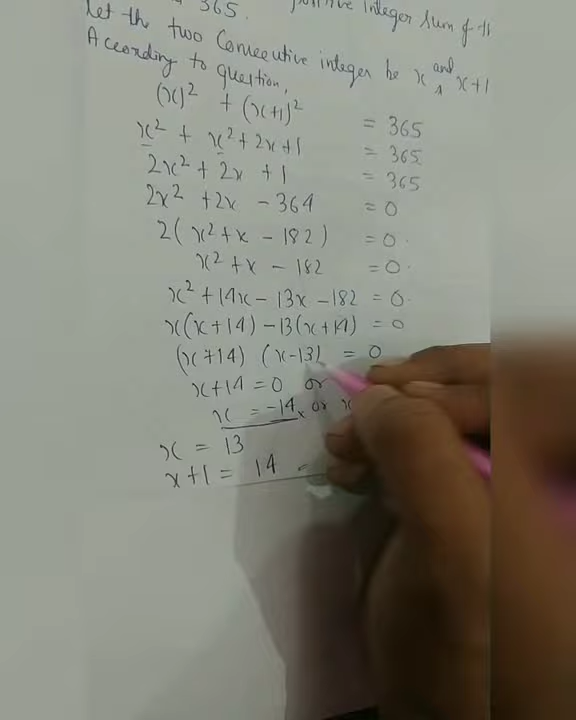 365. positive integer sum of
Let the two Consecutive integer be x and x+1
According to question,
(x)² + (x+1)² = 365
x² + x² + 2x + 1 = 365
2x² + 2x + 1 = 365
2x² + 2x - 364 = 0
2(x² + x - 182) = 0.
x² + x - 182 = 0.
x² + 14x - 13x - 182 = 0.
x(x+14) - 13(x+14) = 0
(x+14) (x-13) = 0
x+14 = 0 or
x = -14, or x
x = 13
x+1 = 14